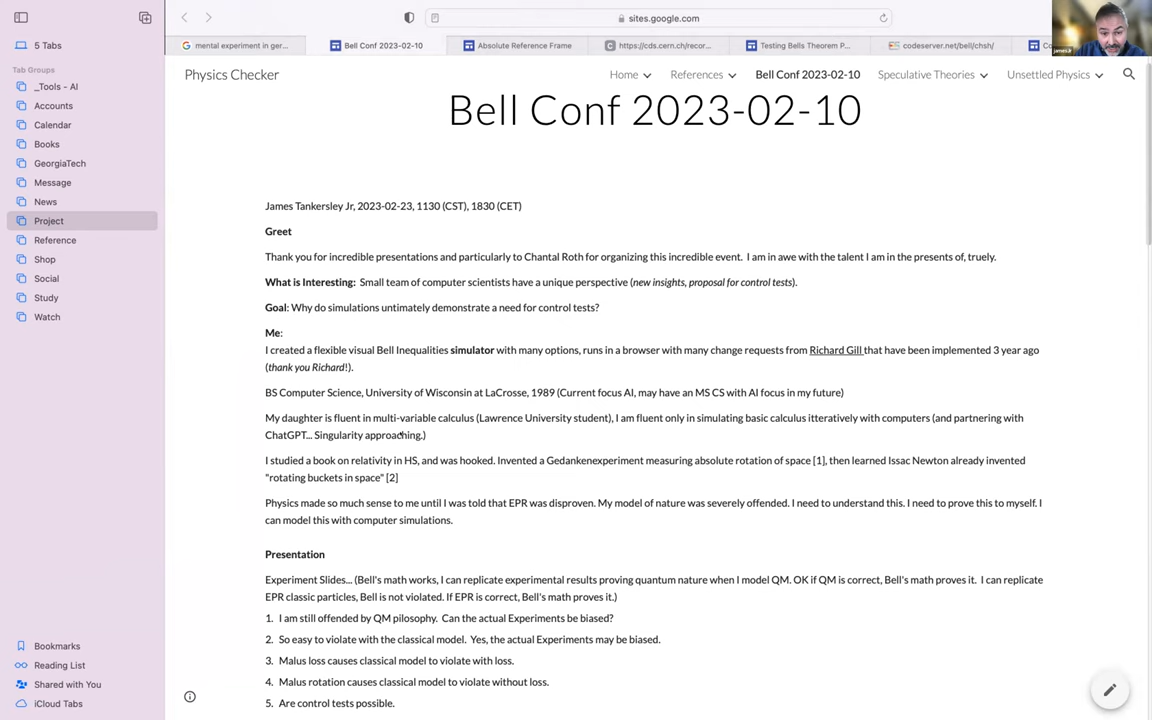 sites.google.com
5 Tabs
mental experiment in ger...
Bell Conf 2023-02-10
Absolute Reference Frame
https://cds.cern.ch/recor...
Testing Bells Theorem P...
codeserver.net/bell/chsh/
Tab Groups
_Tools - AI
Accounts
Calendar
Books
GeorgiaTech
Message
News
Project
Reference
Shop
Social
Study
Watch
Bookmarks
Reading List
Shared with You
iCloud Tabs
Physics Checker
Home
References
Bell Conf 2023-02-10
Speculative Theories
Unsettled Physics
Bell Conf 2023-02-10
James Tankersley Jr, 2023-02-23, 1130 (CST), 1830 (CET)
Greet
Thank you for incredible presentations and particularly to Chantal Roth for organizing this incredible event. I am in awe with the talent I am in the presents of, truely.
What is Interesting: Small team of computer scientists have a unique perspective (new insights, proposal for control tests).
Goal: Why do simulations untimately demonstrate a need for control tests?
Me:
I created a flexible visual Bell Inequalities simulator with many options, runs in a browser with many change requests from Richard Gill that have been implemented 3 year ago
(thank you Richard!).
BS Computer Science, University of Wisconsin at LaCrosse, 1989 (Current focus AI, may have an MS CS with AI focus in my future)
My daughter is fluent in multi-variable calculus (Lawrence University student), I am fluent only in simulating basic calculus itteratively with computers (and partnering with
ChatGPT... Singularity approaching.)
I studied a book on relativity in HS, and was hooked. Invented a Gedankenexperiment measuring absolute rotation of space [1], then learned Issac Newton already invented
"rotating buckets in space" [2]
Physics made so much sense to me until I was told that EPR was disproven. My model of nature was severely offended. I need to understand this. I need to prove this to myself. I
can model this with computer simulations.
Presentation
Experiment Slides... (Bell's math works, I can replicate experimental results proving quantum nature when I model QM. OK if QM is correct, Bell's math proves it. I can replicate
EPR classic particles, Bell is not violated. If EPR is correct, Bell's math proves it.)
1. I am still offended by QM pilosophy. Can the actual Experiments be biased?
2. So easy to violate with the classical model. Yes, the actual Experiments may be biased.
3. Malus loss causes classical model to violate with loss.
4. Malus rotation causes classical model to violate without loss.
5. Are control tests possible.